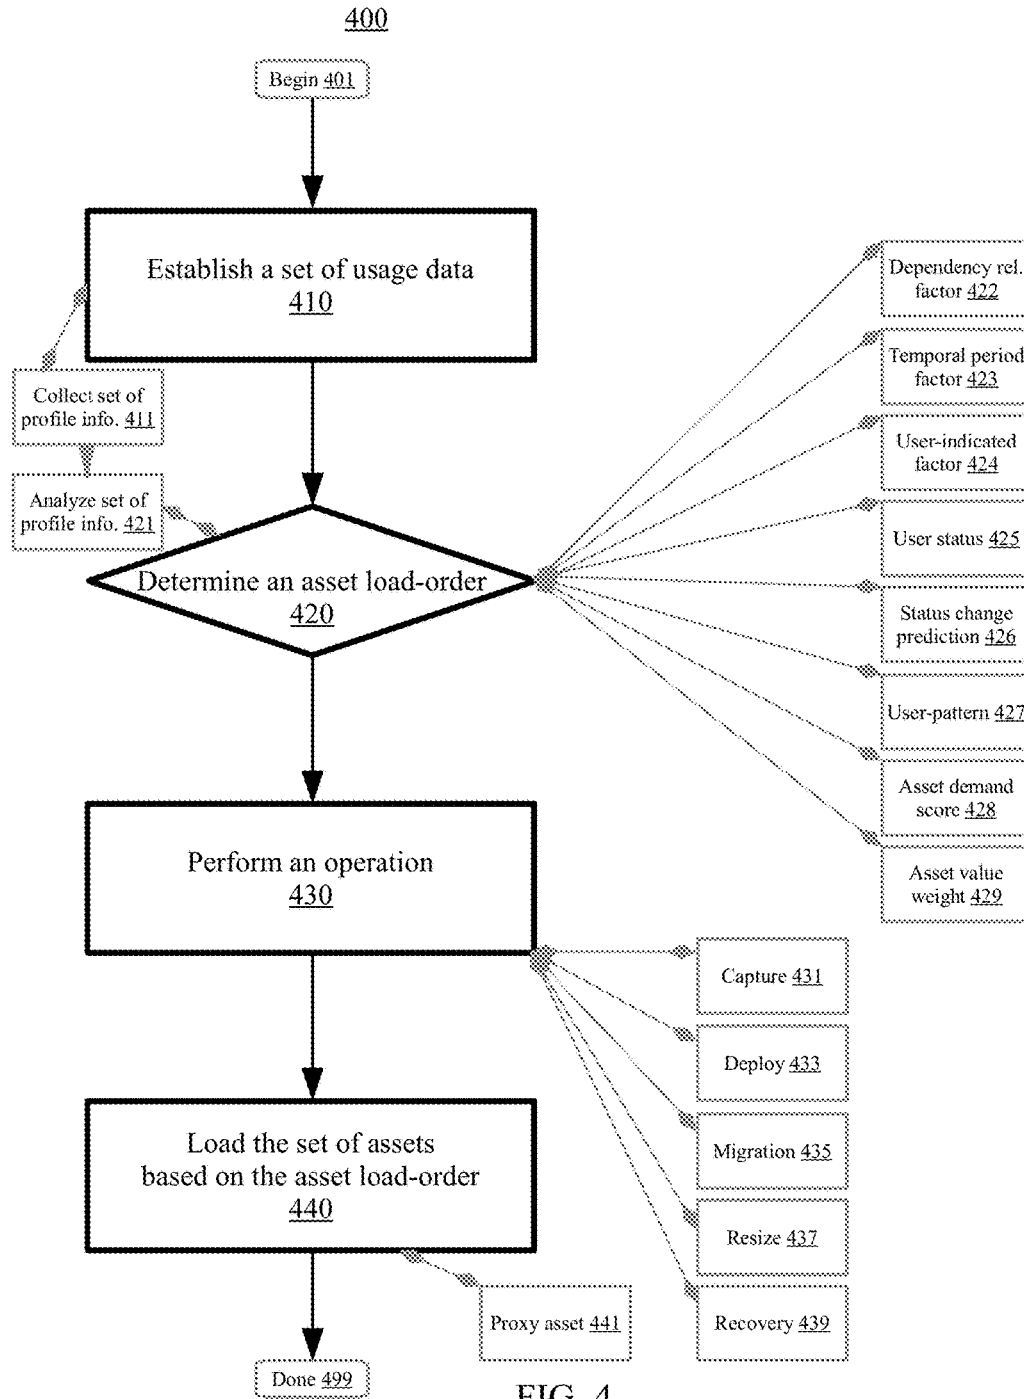 400
Begin 401
Establish a set of usage data
410
Collect set of
profile info. 411
Analyze set of
profile info. 421
Determine an asset load-order
420
Dependency rel.
factor 422
Temporal period
factor 423
User-indicated
factor 424
User status 425
Status change
prediction 426
User-pattern 427
Asset demand
score 428
Asset value
weight 429
Perform an operation
430
Capture 431
Deploy 433
Migration 435
Resize 437
Recovery 439
Load the set of assets
based on the asset load-order
440
Proxy asset 441
Done 499
FIG. 4